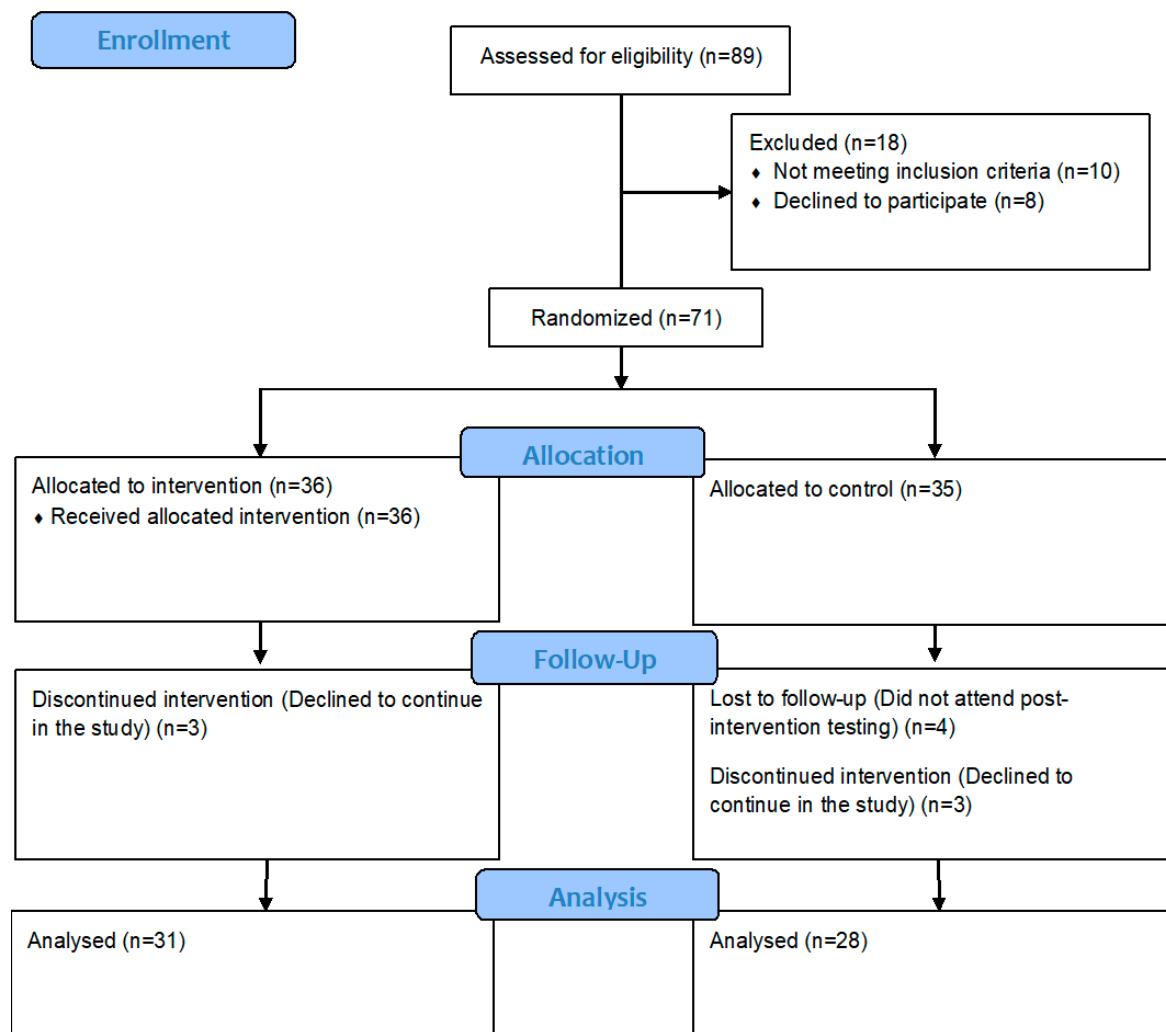 Enrollment
Assessed for eligibility (n=89)
Excluded (n=18)
♦ Not meeting inclusion criteria (n=10)
♦ Declined to participate (n=8)
Randomized (n=71)
Allocation
Allocated to intervention (n=36)
♦ Received allocated intervention (n=36)
Allocated to control (n=35)
Follow-Up
Discontinued intervention (Declined to continue
in the study) (n=3)
Lost to follow-up (Did not attend post-
intervention testing) (n=4)
Discontinued intervention (Declined to
continue in the study) (n=3)
Analysis
Analysed (n=31)
Analysed (n=28)